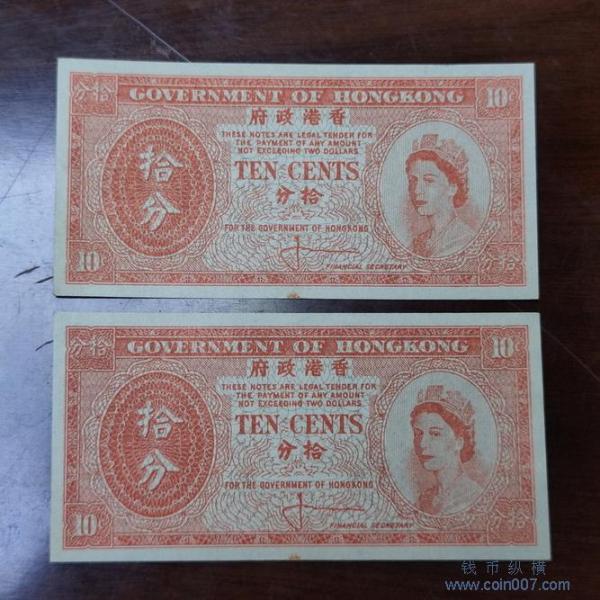 分拾
GOVERNMENT OF HONGKONG
10¢
府政港香
THESE NOTES ARE LEGAL TENDER FOR
THE PAYMENT OF ANY AMOUNT
NOT EXCEEDING TWO DOLLARS.
拾分
TEN CENTS
分拾
FOR THE GOVERNMENT OF HONGKONG
10¢
FINANCIAL SECRETARY
分拾
分拾
GOVERNMENT OF HONGKONG
10¢
府政港香
THESE NOTES ARE LEGAL TENDER FOR
THE PAYMENT OF ANY AMOUNT
NOT EXCEEDING TWO DOLLARS.
拾分
TEN CENTS
分拾
FOR THE GOVERNMENT OF HONGKONG
10¢
FINANCIAL SECRETARY
分拾
钱币纵横
www.coin007.com